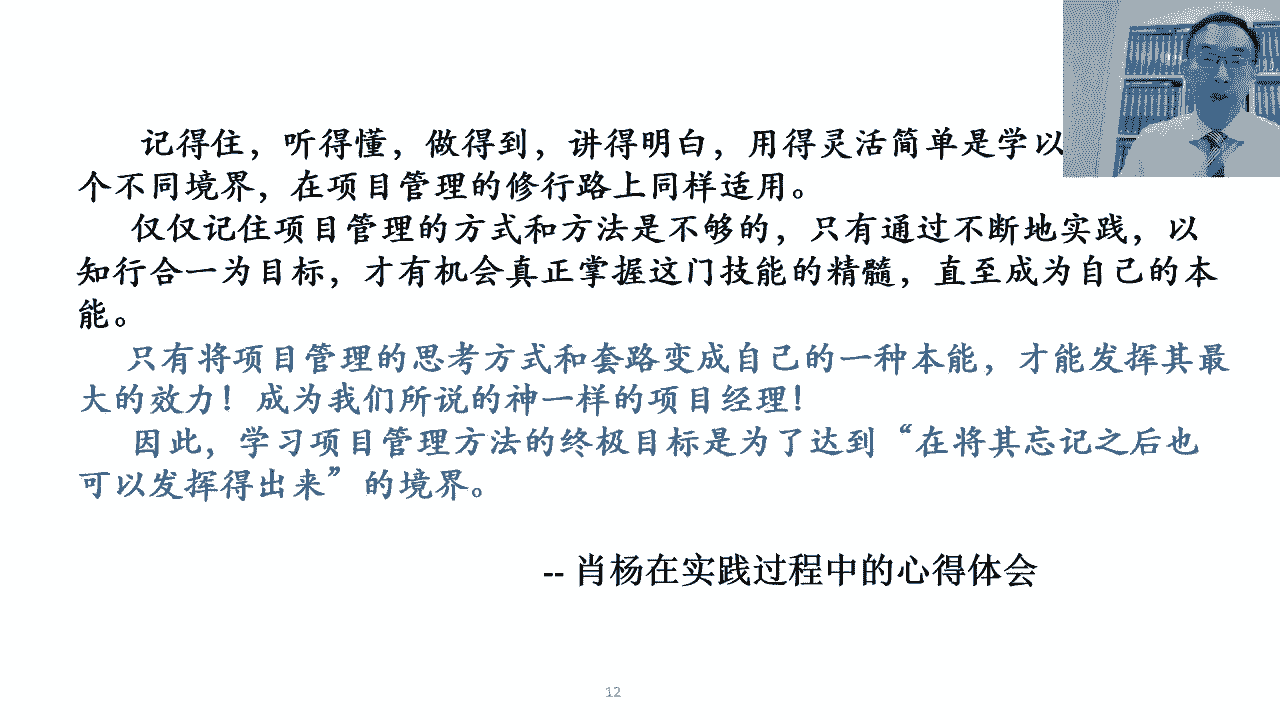 记得住，听得懂，做得到，讲得明白，用得灵活简单是学以
个不同境界，在项目管理的修行路上同样适用。
仅仅记住项目管理的方式和方法是不够的，只有通过不断地实践，以
知行合一为目标，才有机会真正掌握这门技能的精髓，直至成为自己的本
能。
只有将项目管理的思考方式和套路变成自己的一种本能，才能发挥其最
大的效力！成为我们所说的神一样的项目经理！
因此，学习项目管理方法的终极目标是为了达到“在将其忘记之后也
可以发挥得出来”的境界。
-- 肖杨在实践过程中的心得体会
12